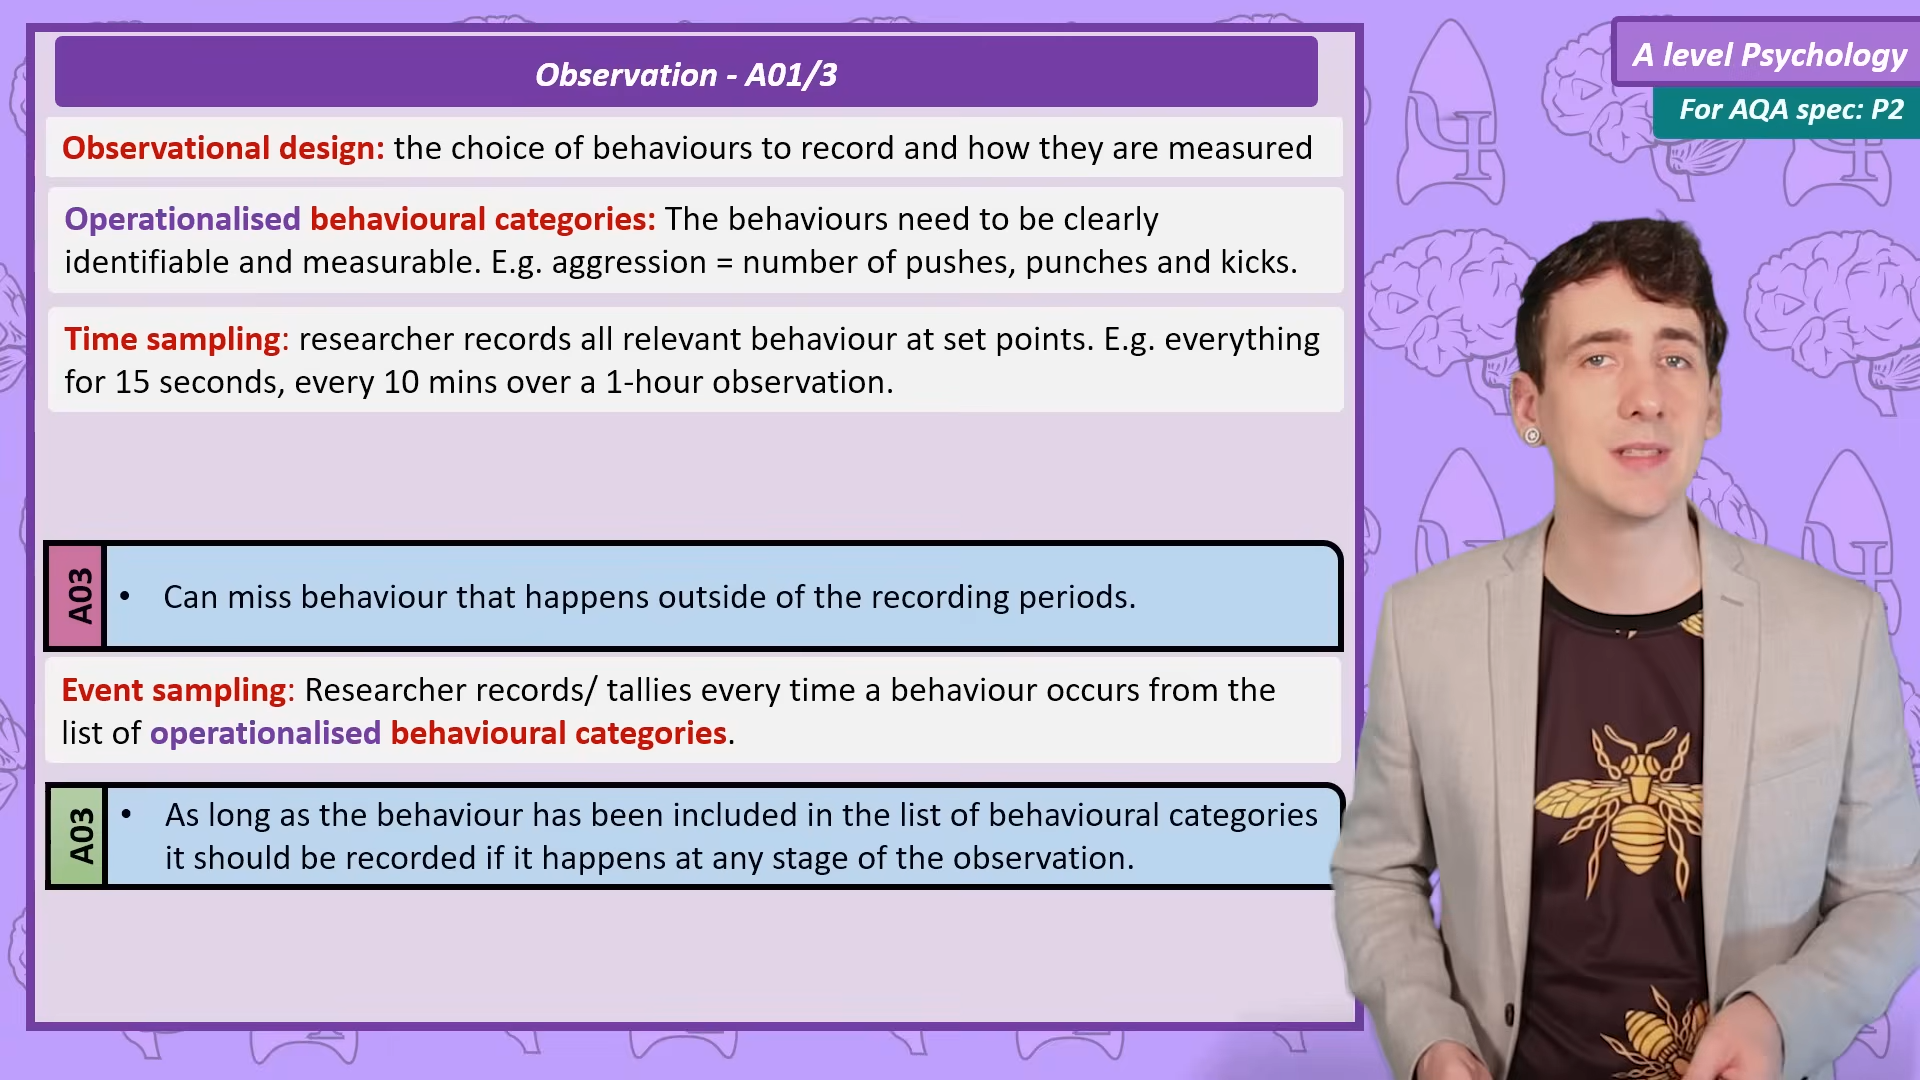 Observation - A01/3
A level Psychology
For AQA spec: P2
Observational design: the choice of behaviours to record and how they are measured
Operationalised behavioural categories: The behaviours need to be clearly
identifiable and measurable. E.g. aggression = number of pushes, punches and kicks.
Time sampling: researcher records all relevant behaviour at set points. E.g. everything
for 15 seconds, every 10 mins over a 1-hour observation.
A03
• Can miss behaviour that happens outside of the recording periods.
Event sampling: Researcher records/ tallies every time a behaviour occurs from the
list of operationalised behavioural categories.
A03
• As long as the behaviour has been included in the list of behavioural categories
it should be recorded if it happens at any stage of the observation.